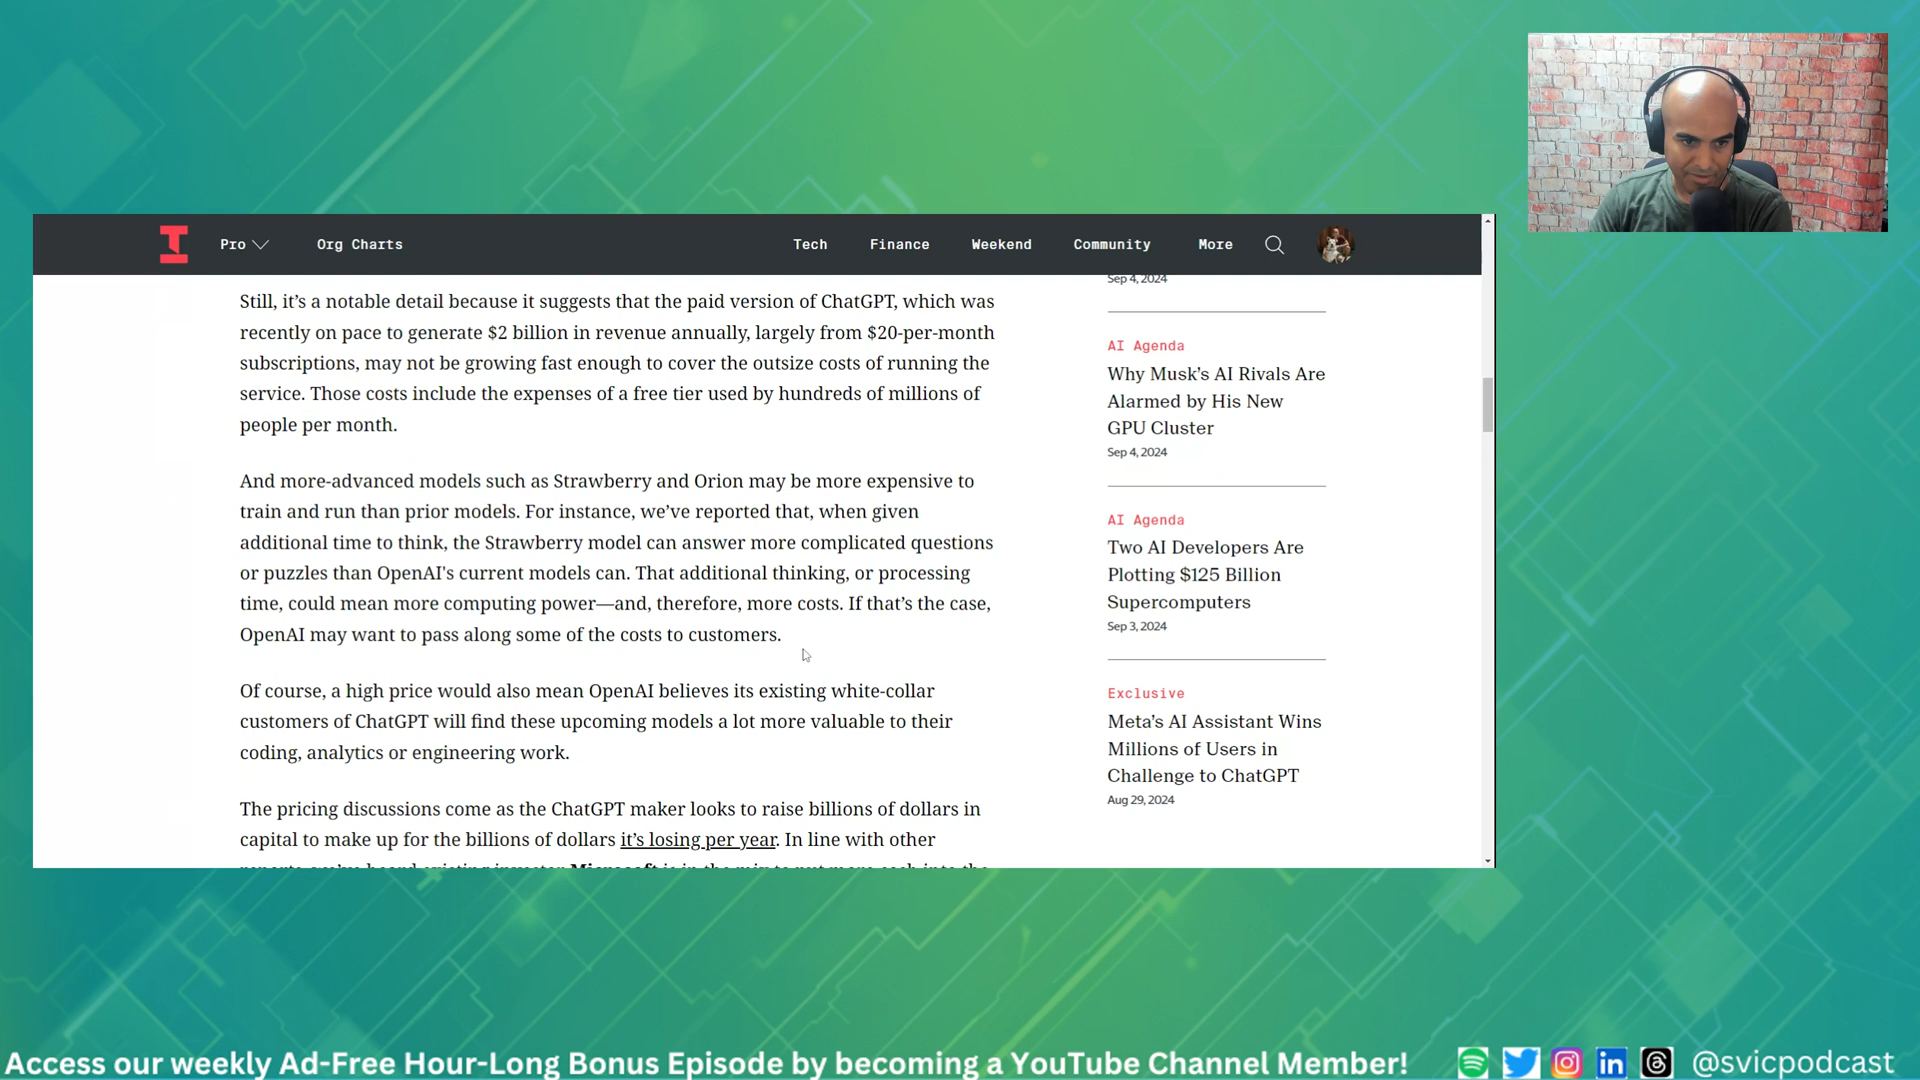 Pro
Org Charts
Tech
Finance
Weekend
Community
More
Still, it’s a notable detail because it suggests that the paid version of ChatGPT, which was
recently on pace to generate $2 billion in revenue annually, largely from $20-per-month
subscriptions, may not be growing fast enough to cover the outsize costs of running the
service. Those costs include the expenses of a free tier used by hundreds of millions of
people per month.
And more-advanced models such as Strawberry and Orion may be more expensive to
train and run than prior models. For instance, we’ve reported that, when given
additional time to think, the Strawberry model can answer more complicated questions
or puzzles than OpenAI's current models can. That additional thinking, or processing
time, could mean more computing power—and, therefore, more costs. If that’s the case,
OpenAI may want to pass along some of the costs to customers.
Of course, a high price would also mean OpenAI believes its existing white-collar
customers of ChatGPT will find these upcoming models a lot more valuable to their
coding, analytics or engineering work.
The pricing discussions come as the ChatGPT maker looks to raise billions of dollars in
capital to make up for the billions of dollars it’s losing per year. In line with other
Sep 4, 2024
AI Agenda
Why Musk’s AI Rivals Are
Alarmed by His New
GPU Cluster
Sep 4, 2024
AI Agenda
Two AI Developers Are
Plotting $125 Billion
Supercomputers
Sep 3, 2024
Exclusive
Meta’s AI Assistant Wins
Millions of Users in
Challenge to ChatGPT
Aug 29, 2024
Access our weekly Ad-Free Hour-Long Bonus Episode by becoming a YouTube Channel Member!
@svicpodcast